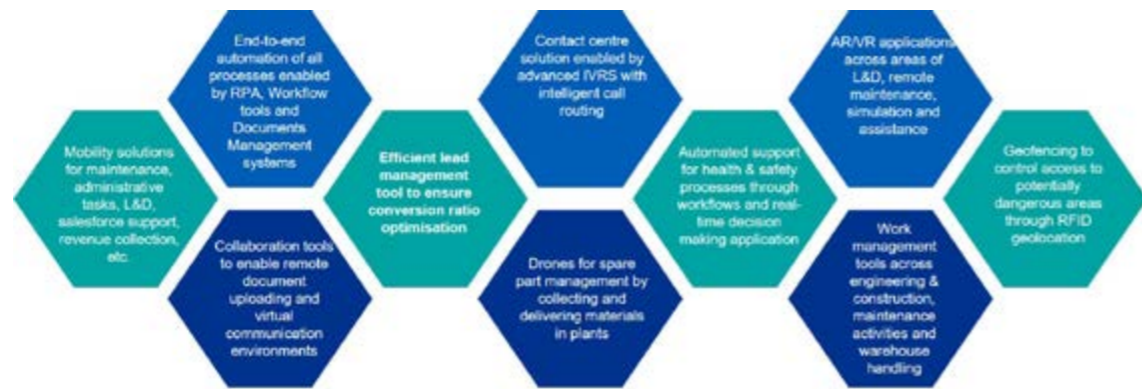 End-to-end
automation of all
processes enabled
by RPA, Workflow
tools and
Documents
Management
systems
Contact centre
solution enabled by
advanced IVRS with
intelligent call
routing
AR/VR applications
across areas of
L&D, remote
maintenance,
simulation and
assistance
Mobility solutions
for maintenance,
administrative
tasks, L&D,
salesforce support,
revenue collection,
etc.
Efficient lead
management
tool to ensure
conversion ratio
optimisation
Automated support
for health & safety
processes through
workflows and real-
time decision
making application
Geofencing to
control access to
potentially
dangerous areas
through RFID
geolocation
Collaboration tools
to enable remote
document
uploading and
virtual
communication
environments
Drones for spare
part management by
collecting and
delivering materials
in plants
Work
management
tools across
engineering &
construction,
maintenance
activities and
warehouse
handling